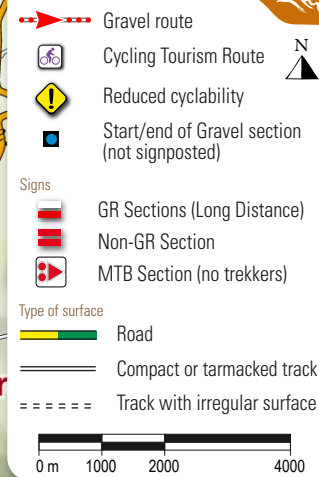 Gravel route
N
Cycling Tourism Route
Reduced cyclability
Start/end of Gravel section
(not signposted)
Signs
GR Sections (Long Distance)
Non-GR Section
MTB Section (no trekkers)
Type of surface
Road
Compact or tarmacked track
Track with irregular surface
0 m 1000 2000 4000